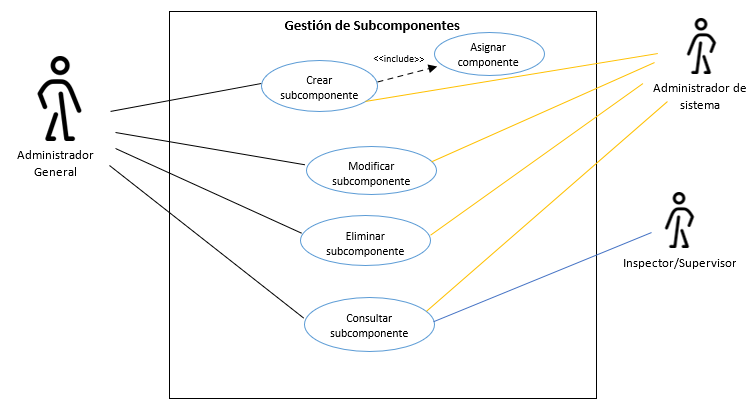 Gestión de Subcomponentes
Asignar
componente
<<include>>
Crear
subcomponente
Administrador de
sistema
Administrador
General
Modificar
subcomponente
Eliminar
subcomponente
Inspector/Supervisor
Consultar
subcomponente